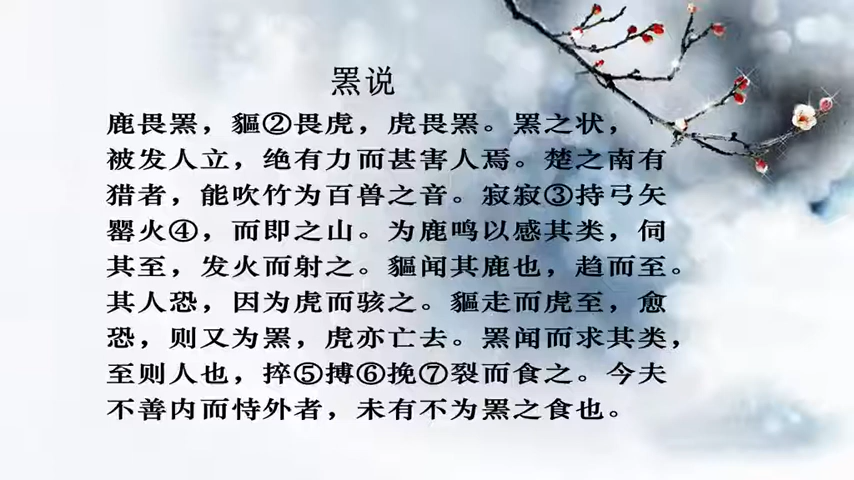 罴说
鹿畏罴，貙②畏虎，虎畏罴。罴之状，
被发人立，绝有力而甚害人焉。楚之南有
猎者，能吹竹为百兽之音。寂寂③持弓矢
罂火④，而即之山。为鹿鸣以感其类，伺
其至，发火而射之。貙闻其鹿也，趋而至。
其人恐，因为虎而骇之。貙走而虎至，愈
恐，则又为罴，虎亦亡去。罴闻而求其类，
至则人也，捽⑤搏⑥挽⑦裂而食之。今夫
不善内而恃外者，未有不为罴之食也。